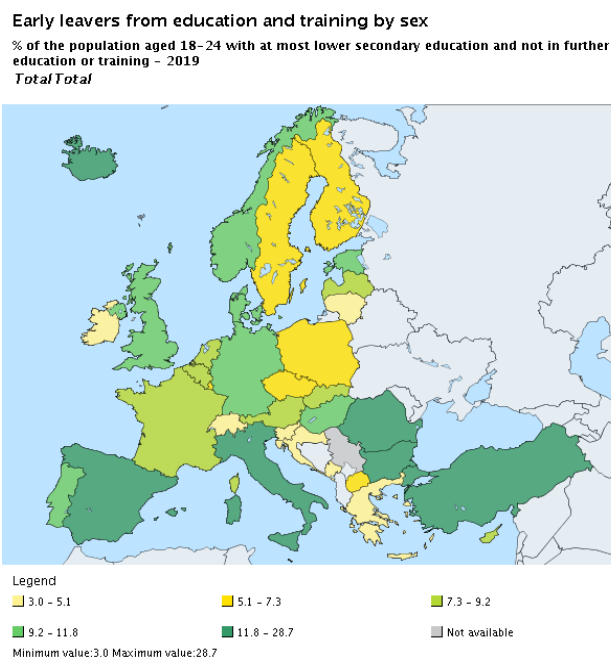 Early leavers from education and training by sex
% of the population aged 18-24 with at most lower secondary education and not in further
education or training - 2019
Total Total
Legend
3.0 - 5.1
5.1 - 7.3
7.3 - 9.2
9.2 - 11.8
11.8 - 28.7
Not available
Minimum value:3.0 Maximum value:28.7